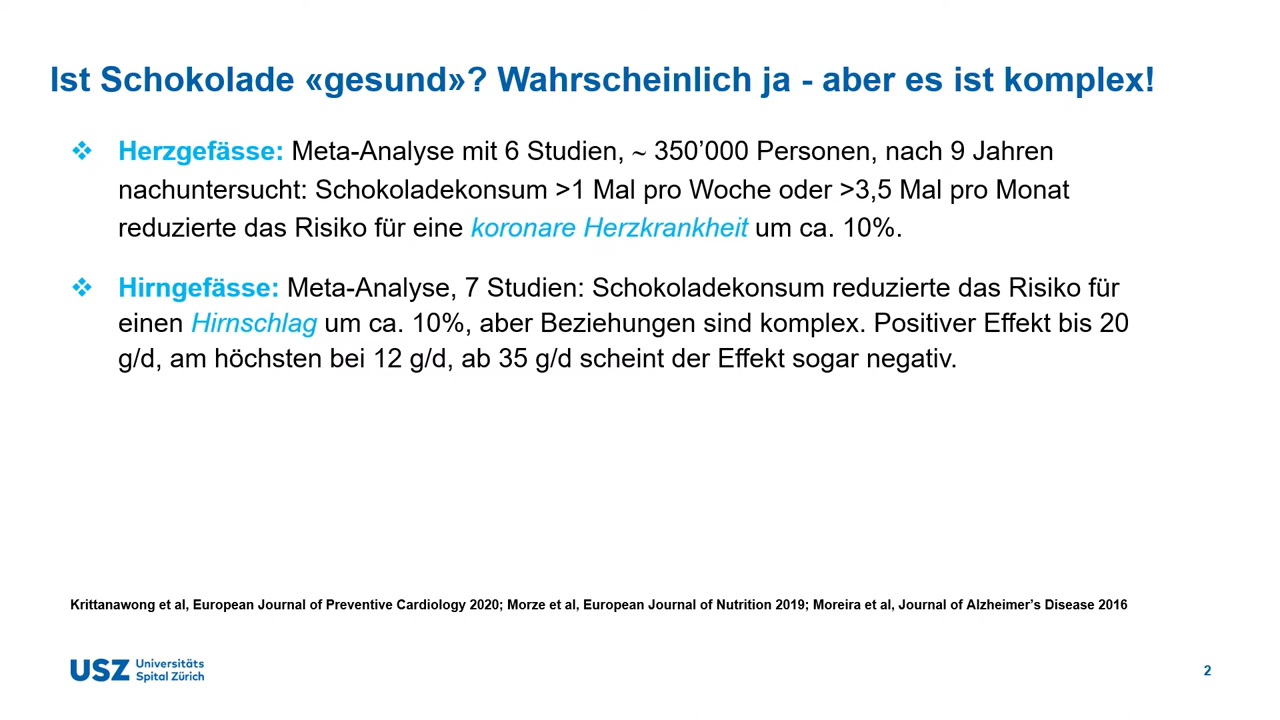 Ist Schokolade «gesund»? Wahrscheinlich ja - aber es ist komplex!
❖ Herzgefässe: Meta-Analyse mit 6 Studien, ~ 350’000 Personen, nach 9 Jahren
nachuntersucht: Schokoladekonsum >1 Mal pro Woche oder >3,5 Mal pro Monat
reduzierte das Risiko für eine koronare Herzkrankheit um ca. 10%.
❖ Hirngefässe: Meta-Analyse, 7 Studien: Schokoladekonsum reduzierte das Risiko für
einen Hirnschlag um ca. 10%, aber Beziehungen sind komplex. Positiver Effekt bis 20
g/d, am höchsten bei 12 g/d, ab 35 g/d scheint der Effekt sogar negativ.
Krittanawong et al, European Journal of Preventive Cardiology 2020; Morze et al, European Journal of Nutrition 2019; Moreira et al, Journal of Alzheimer’s Disease 2016
USZ Universitäts
Spital Zürich
2